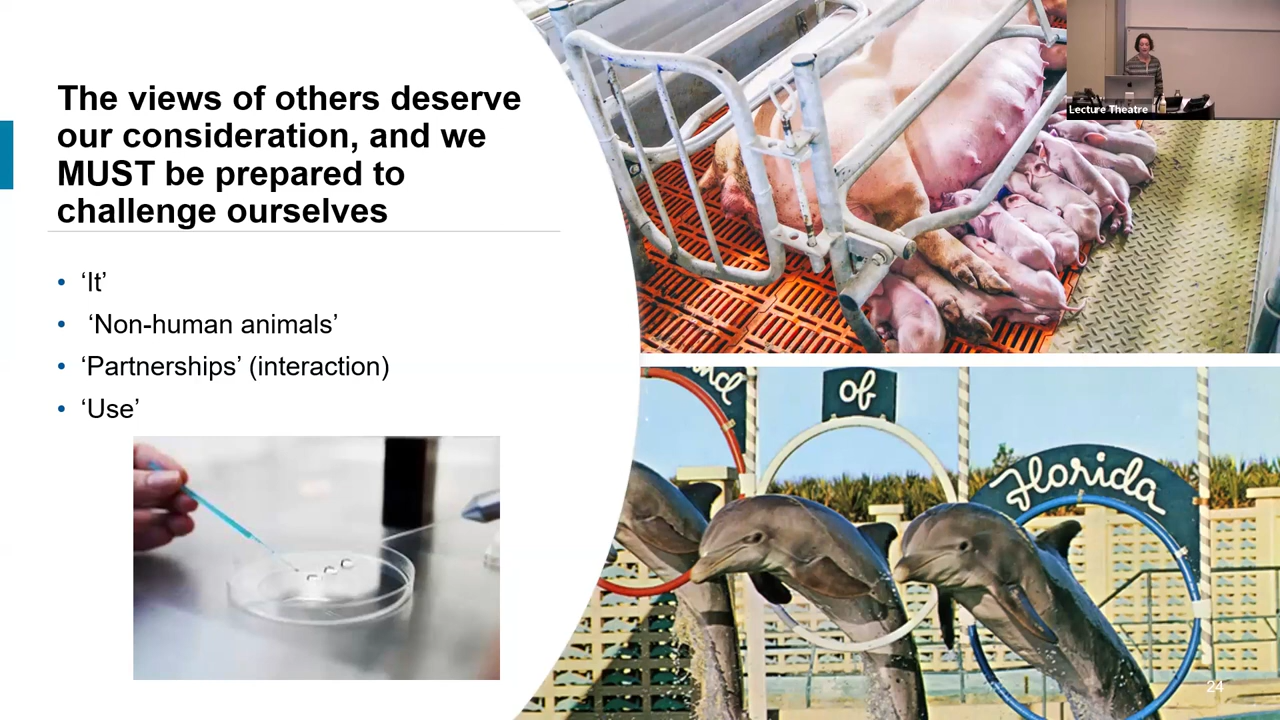 The views of others deserve
our consideration, and we
MUST be prepared to
challenge ourselves
• ‘It’
• ‘Non-human animals’
• ‘Partnerships’ (interaction)
• ‘Use’
Lecture Theatre
of
Florida
24